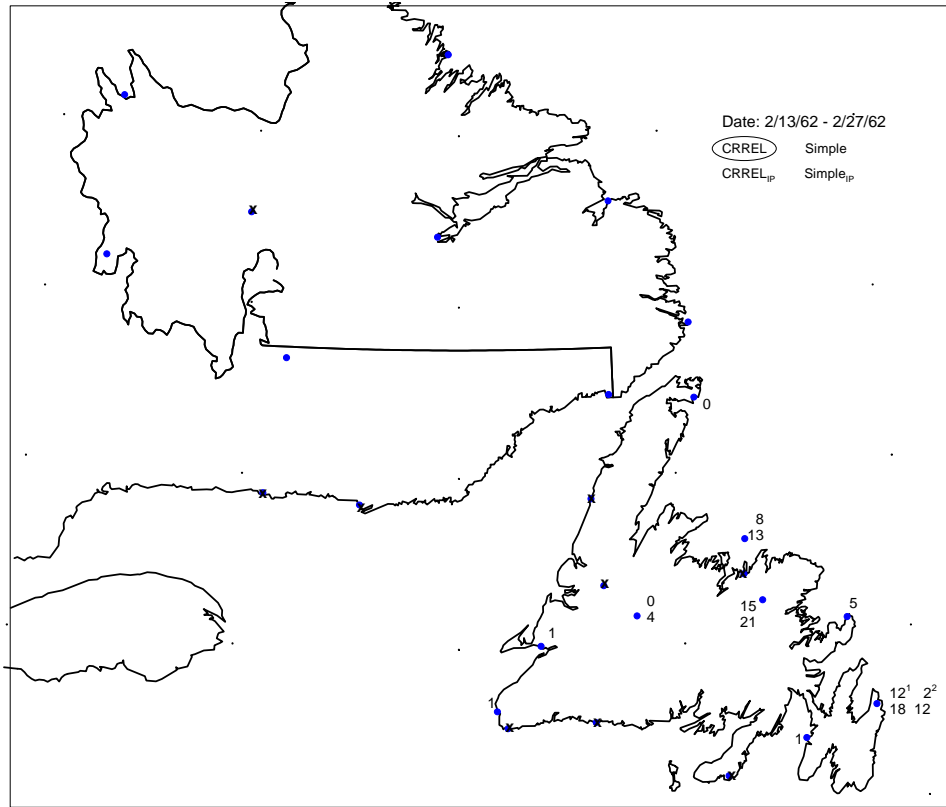 Date: 2/13/62 - 2/27/62
CRREL Simple
CRREL_IP Simple_IP
x
0
x
8
13
x
x
x
x
0
4
15
21
5
1
12¹ 2²
18 12
1
x
x
1
x